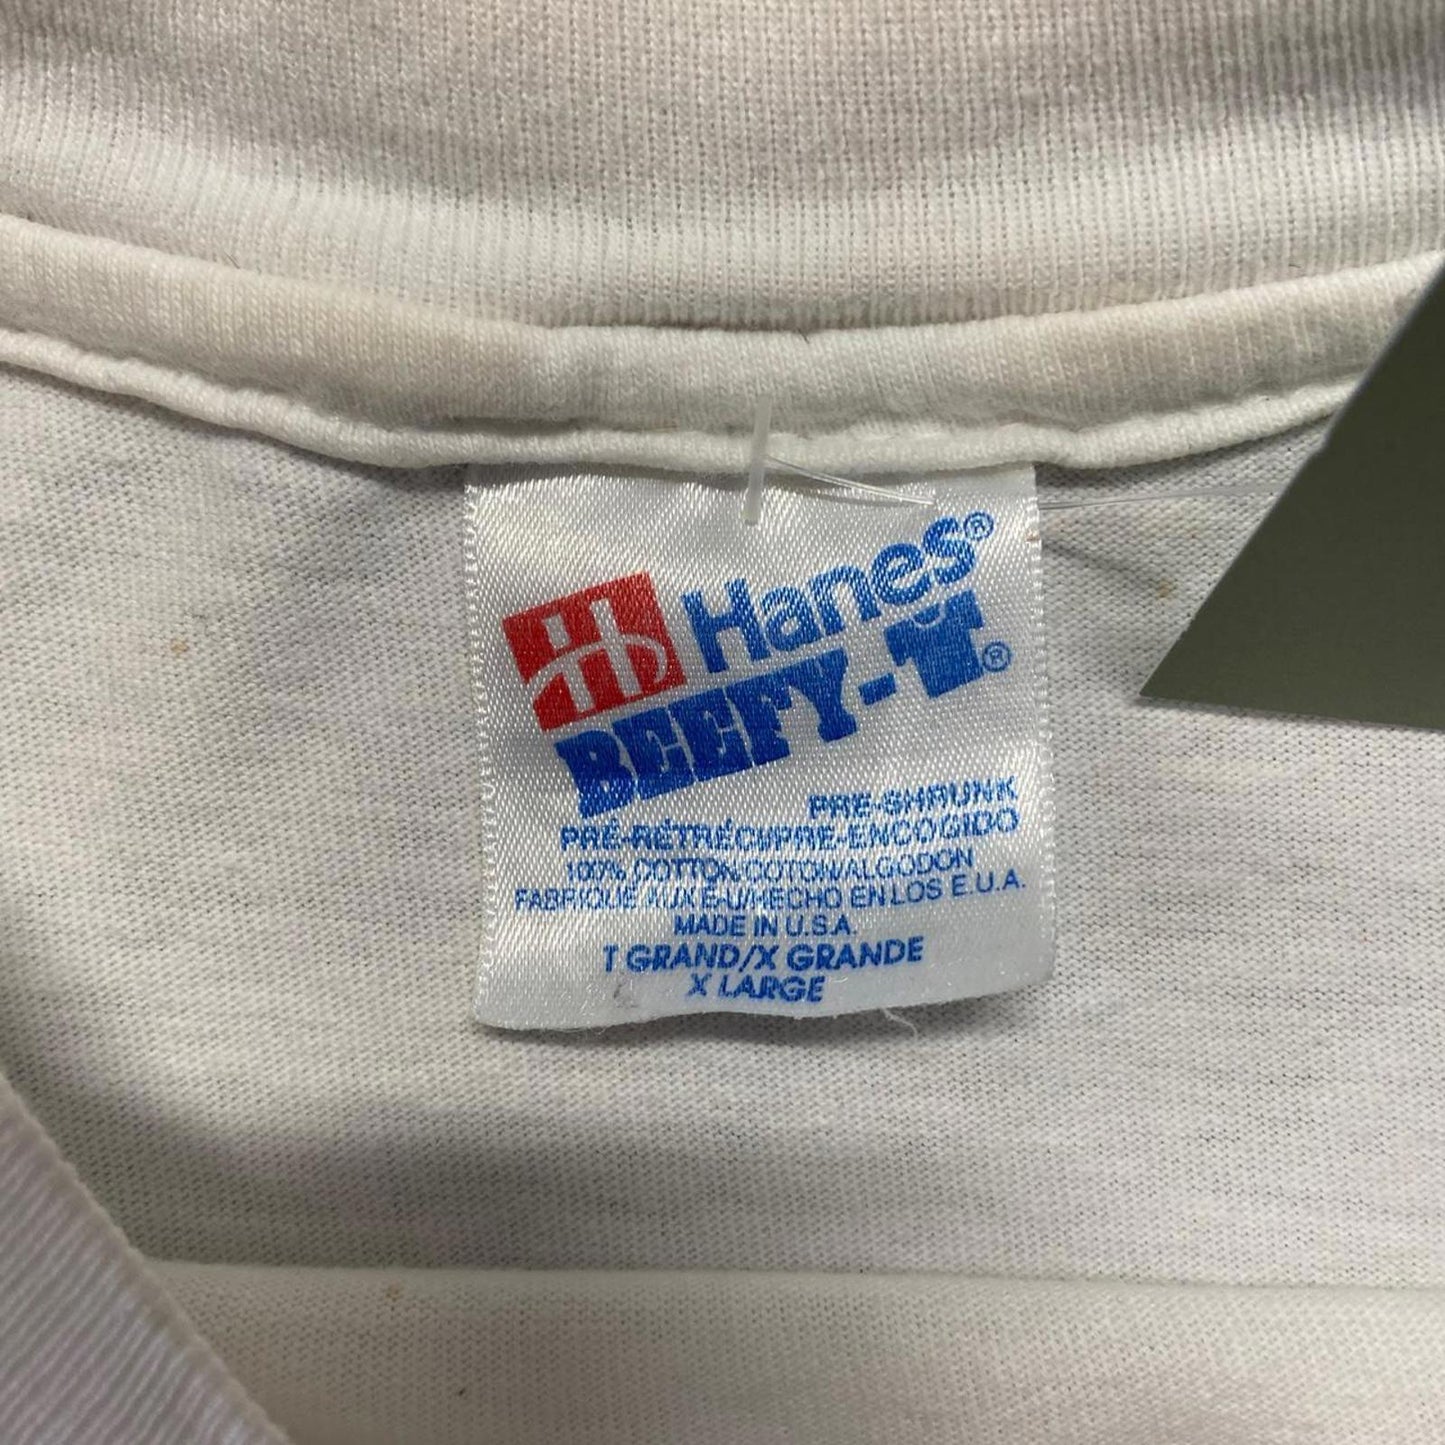 Hanes®
BEEFY-T®
PRE-SHRUNK
PRÉ-RÉTRÉCI/PRE-ENCOGIDO
100% COTTON/COTON/ALGODON
FABRIQUÉ AUX É-U/HECHO EN LOS E.U.A.
MADE IN U.S.A.
T GRAND/X GRANDE
X LARGE